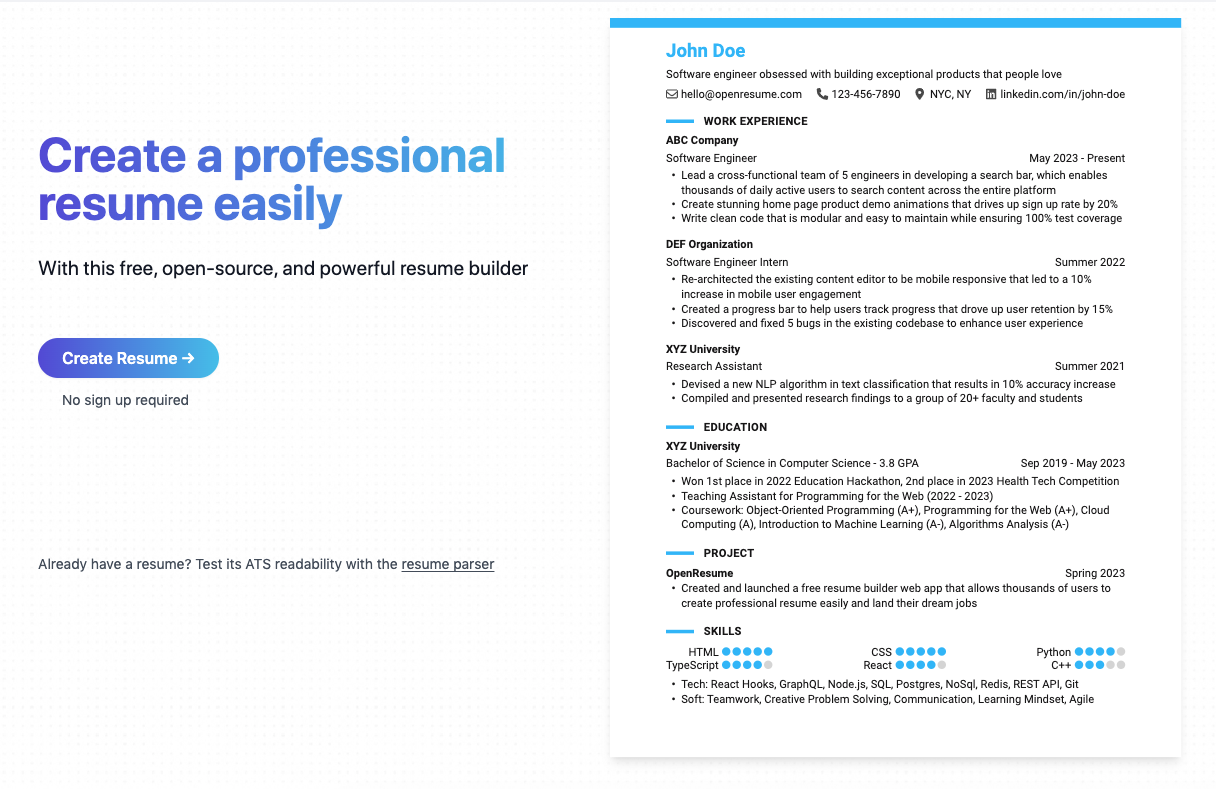 Create a professional
resume easily
With this free, open-source, and powerful resume builder
Create Resume →
No sign up required
Already have a resume? Test its ATS readability with the resume parser
John Doe
Software engineer obsessed with building exceptional products that people love
hello@openresume.com 123-456-7890 NYC, NY linkedin.com/in/john-doe
WORK EXPERIENCE
ABC Company
Software Engineer May 2023 - Present
• Lead a cross-functional team of 5 engineers in developing a search bar, which enables
thousands of daily active users to search content across the entire platform
• Create stunning home page product demo animations that drives up sign up rate by 20%
• Write clean code that is modular and easy to maintain while ensuring 100% test coverage
DEF Organization
Software Engineer Intern Summer 2022
• Re-architected the existing content editor to be mobile responsive that led to a 10%
increase in mobile user engagement
• Created a progress bar to help users track progress that drove up user retention by 15%
• Discovered and fixed 5 bugs in the existing codebase to enhance user experience
XYZ University
Research Assistant Summer 2021
• Devised a new NLP algorithm in text classification that results in 10% accuracy increase
• Compiled and presented research findings to a group of 20+ faculty and students
EDUCATION
XYZ University
Bachelor of Science in Computer Science - 3.8 GPA Sep 2019 - May 2023
• Won 1st place in 2022 Education Hackathon, 2nd place in 2023 Health Tech Competition
• Teaching Assistant for Programming for the Web (2022 - 2023)
• Coursework: Object-Oriented Programming (A+), Programming for the Web (A+), Cloud
Computing (A), Introduction to Machine Learning (A-), Algorithms Analysis (A-)
PROJECT
OpenResume Spring 2023
• Created and launched a free resume builder web app that allows thousands of users to
create professional resume easily and land their dream jobs
SKILLS
HTML CSS Python
TypeScript React C++
• Tech: React Hooks, GraphQL, Node.js, SQL, Postgres, NoSql, Redis, REST API, Git
• Soft: Teamwork, Creative Problem Solving, Communication, Learning Mindset, Agile